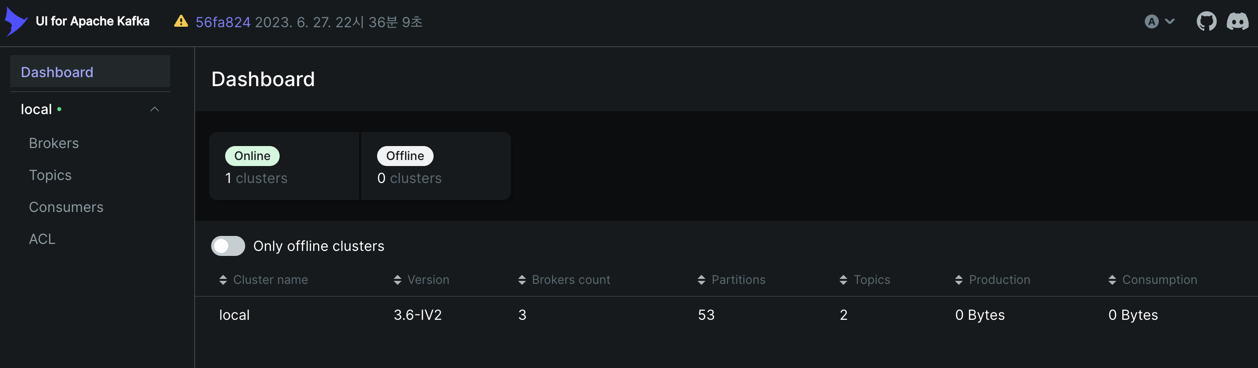 UI for Apache Kafka
56fa824 2023. 6. 27. 22시 36분 9초
A
Dashboard
local
Brokers
Topics
Consumers
ACL
Dashboard
Online
1 clusters
Offline
0 clusters
Only offline clusters
Cluster name Version Brokers count Partitions Topics Production Consumption
local 3.6-IV2 3 53 2 0 Bytes 0 Bytes